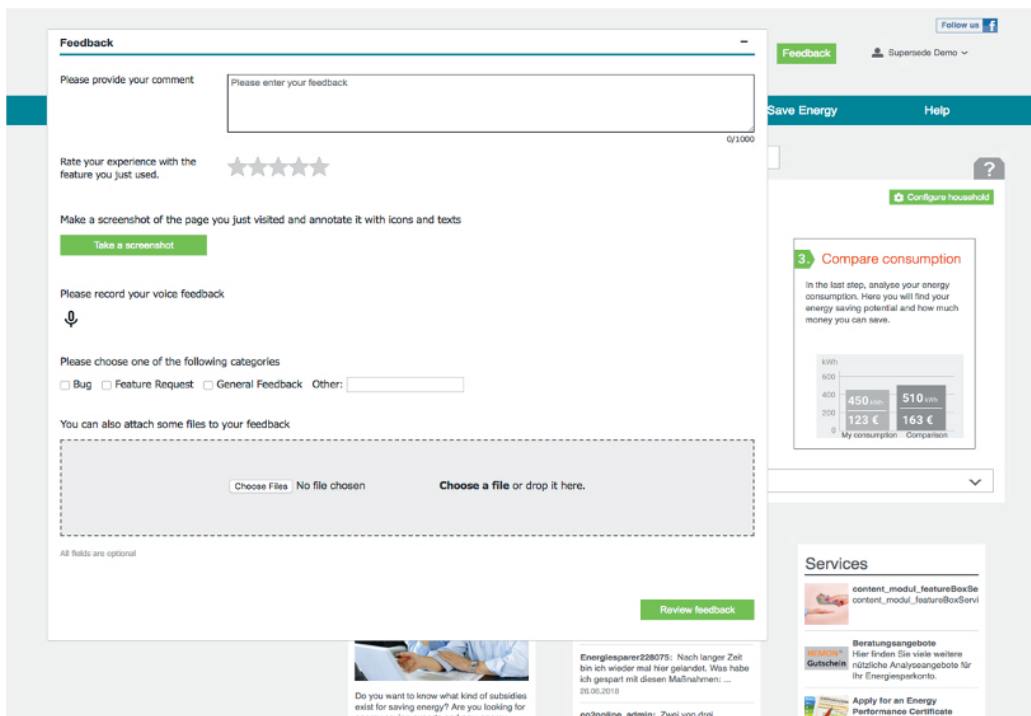 Follow us f
Feedback
−
Feedback
Supersede Demo
Please provide your comment
Please enter your feedback
0/1000
Save Energy
Help
Rate your experience with the
feature you just used.
?
Configure household
Make a screenshot of the page you just visited and annotate it with icons and texts
Take a screenshot
3. Compare consumption
In the last step, analyse your energy
consumption. Here you will find your
energy saving potential and how much
money you can save.
Please record your voice feedback
kWh
600
400
200
0
450 kWh
123 €
510 kWh
163 €
My consumption Comparison
Please choose one of the following categories
Bug Feature Request General Feedback Other:
You can also attach some files to your feedback
Choose Files No file chosen Choose a file or drop it here.
All fields are optional
Review feedback
Services
content_modul_featureBoxSe
content_modul_featureBoxServi
Beratungsangebote
Hier finden Sie viele weitere
nützliche Analyseangebote für
Ihr Energiesparkonto.
Gutschein
Apply for an Energy
Performance Certificate
Energiesparer228075: Nach langer Zeit
bin ich wieder mal hier gelandet. Was habe
ich gespart mit diesen Maßnahmen: ...
26.06.2018
co2online_admin: Zwei von drei
Do you want to know what kind of subsidies
exist for saving energy? Are you looking for